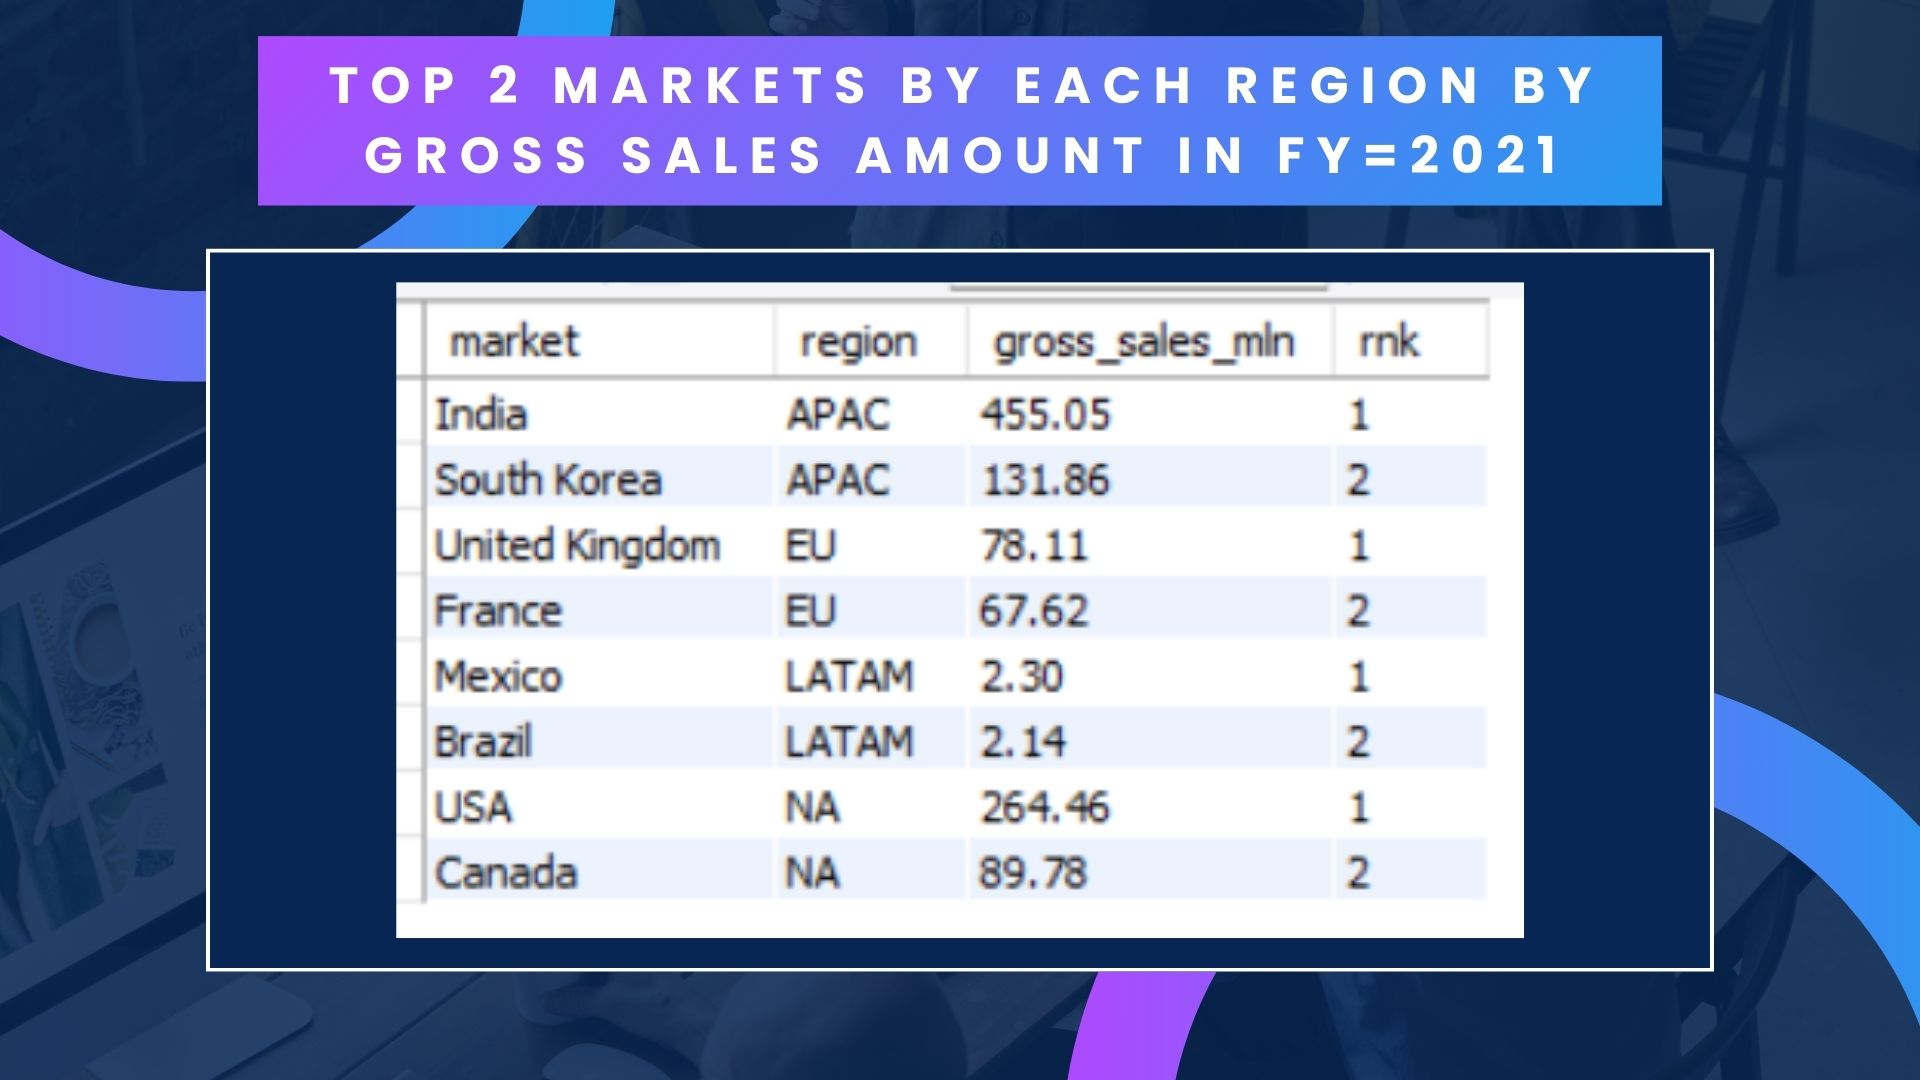 TOP 2 MARKETS BY EACH REGION BY
GROSS SALES AMOUNT IN FY=2021
market region gross_sales_mln rnk
India APAC 455.05 1
South Korea APAC 131.86 2
United Kingdom EU 78.11 1
France EU 67.62 2
Mexico LATAM 2.30 1
Brazil LATAM 2.14 2
USA NA 264.46 1
Canada NA 89.78 2